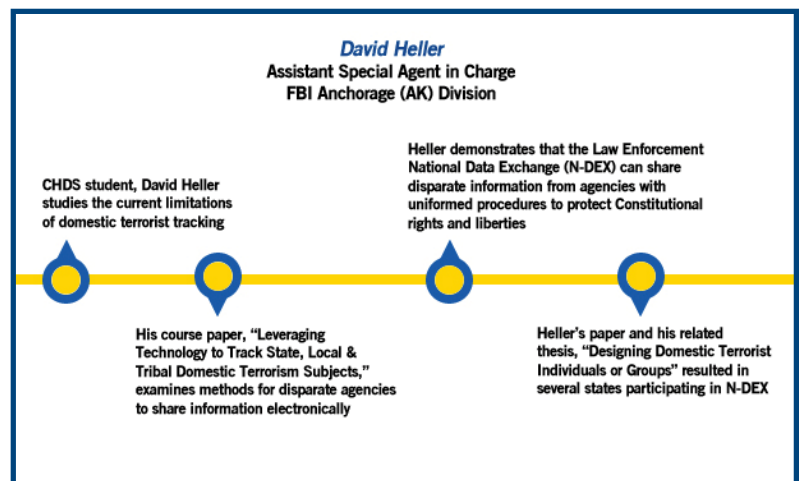 David Heller
Assistant Special Agent in Charge
FBI Anchorage (AK) Division
CHDS student, David Heller
studies the current limitations
of domestic terrorist tracking
His course paper, “Leveraging
Technology to Track State, Local &
Tribal Domestic Terrorism Subjects,”
examines methods for disparate agencies
to share information electronically
Heller demonstrates that the Law Enforcement
National Data Exchange (N-DEX) can share
disparate information from agencies with
uniformed procedures to protect Constitutional
rights and liberties
Heller’s paper and his related
thesis, “Designing Domestic Terrorist
Individuals or Groups” resulted in
several states participating in N-DEX